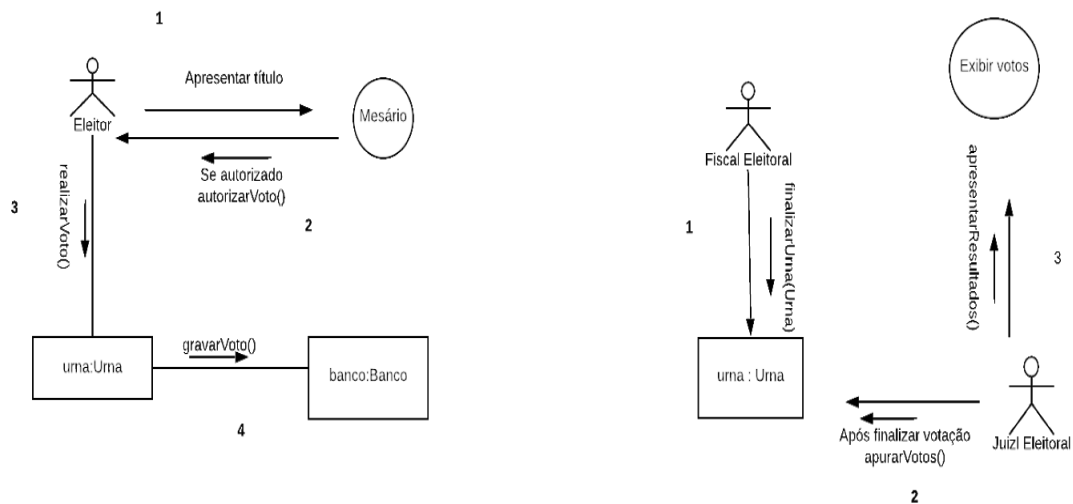 1
Apresentar título
Eleitor
Mesário
Se autorizado
autorizarVoto()
2
3
realizarVoto()
urna:Urna
gravarVoto()
banco:Banco
4
Exibir votos
Fiscal Eleitoral
1
finalizarUrna(Urna)
apresentarResultados()
3
urna : Urna
Após finalizar votação
apurarVotos()
2
Juizl Eleitoral